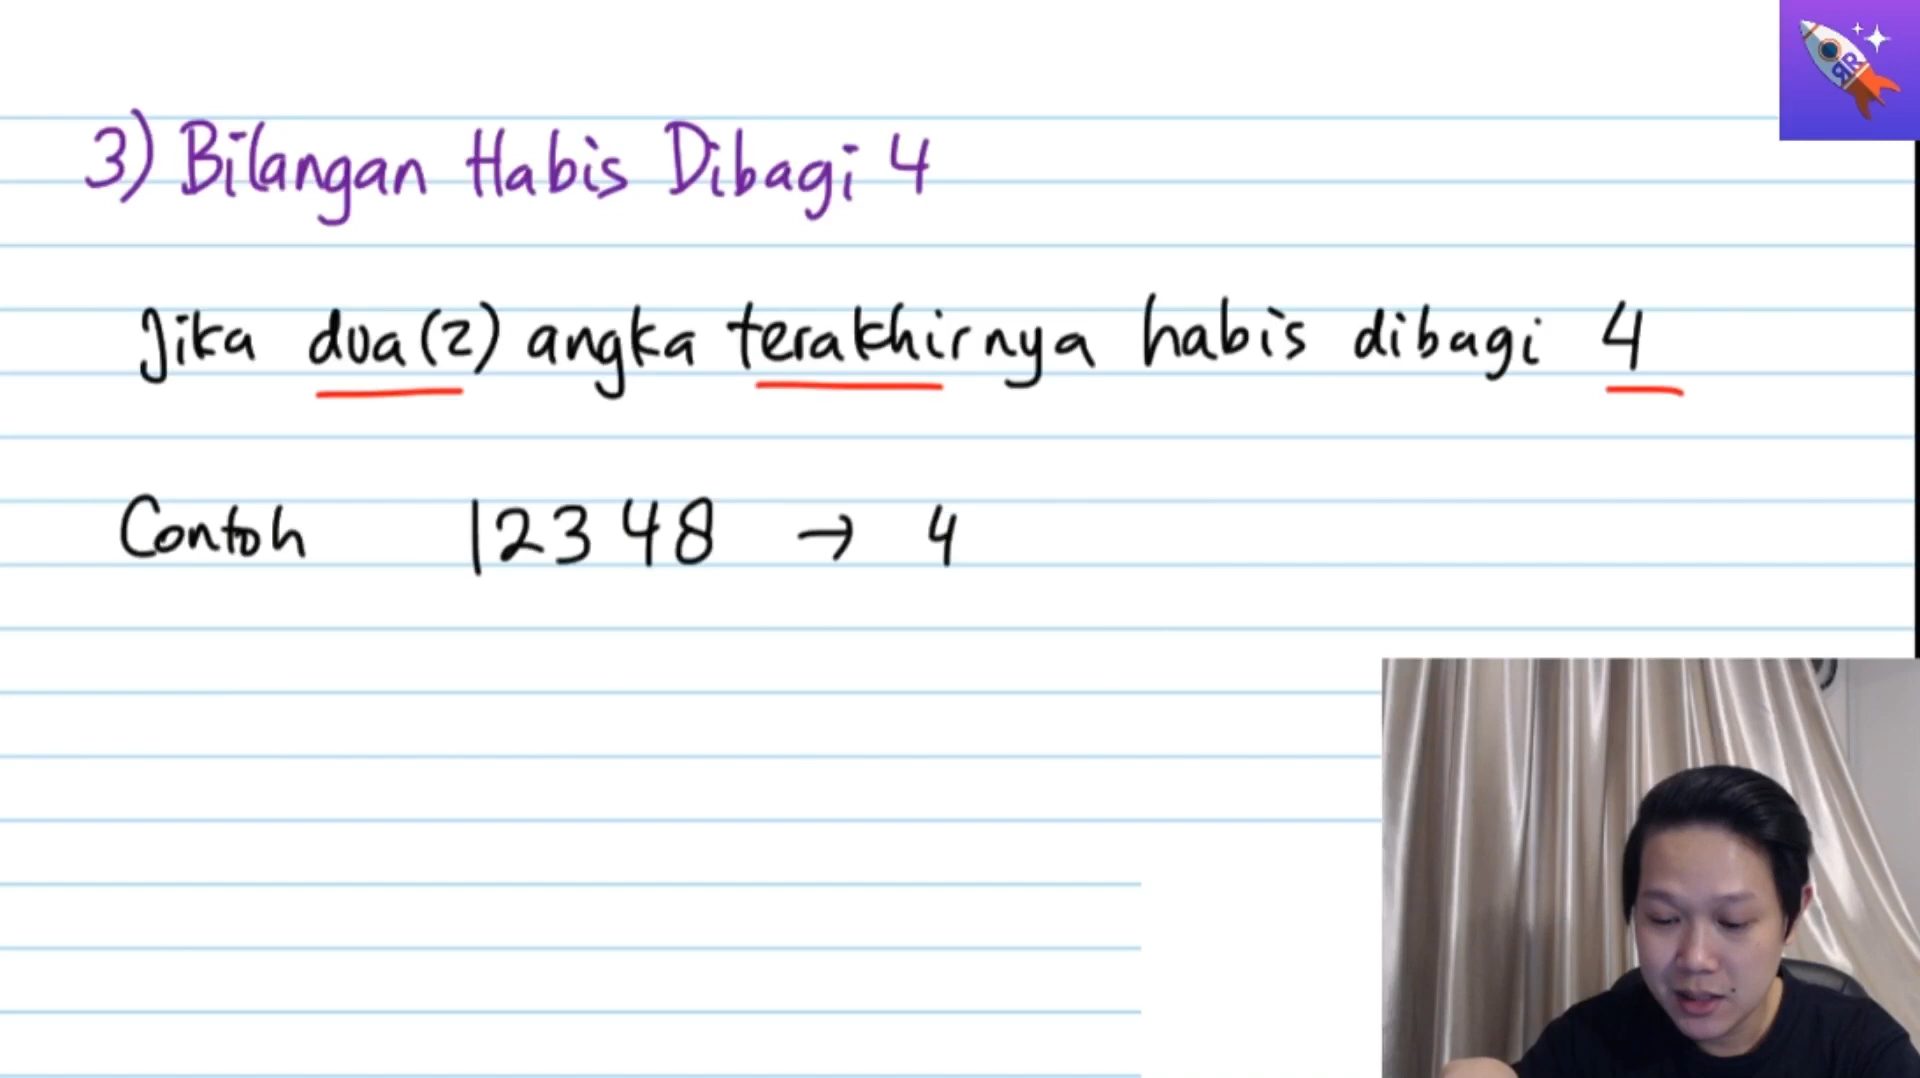 3) Bilangan Habis Dibagi 4
Jika dua (2) angka terakhirnya habis dibagi 4
Contoh 12348 → 4